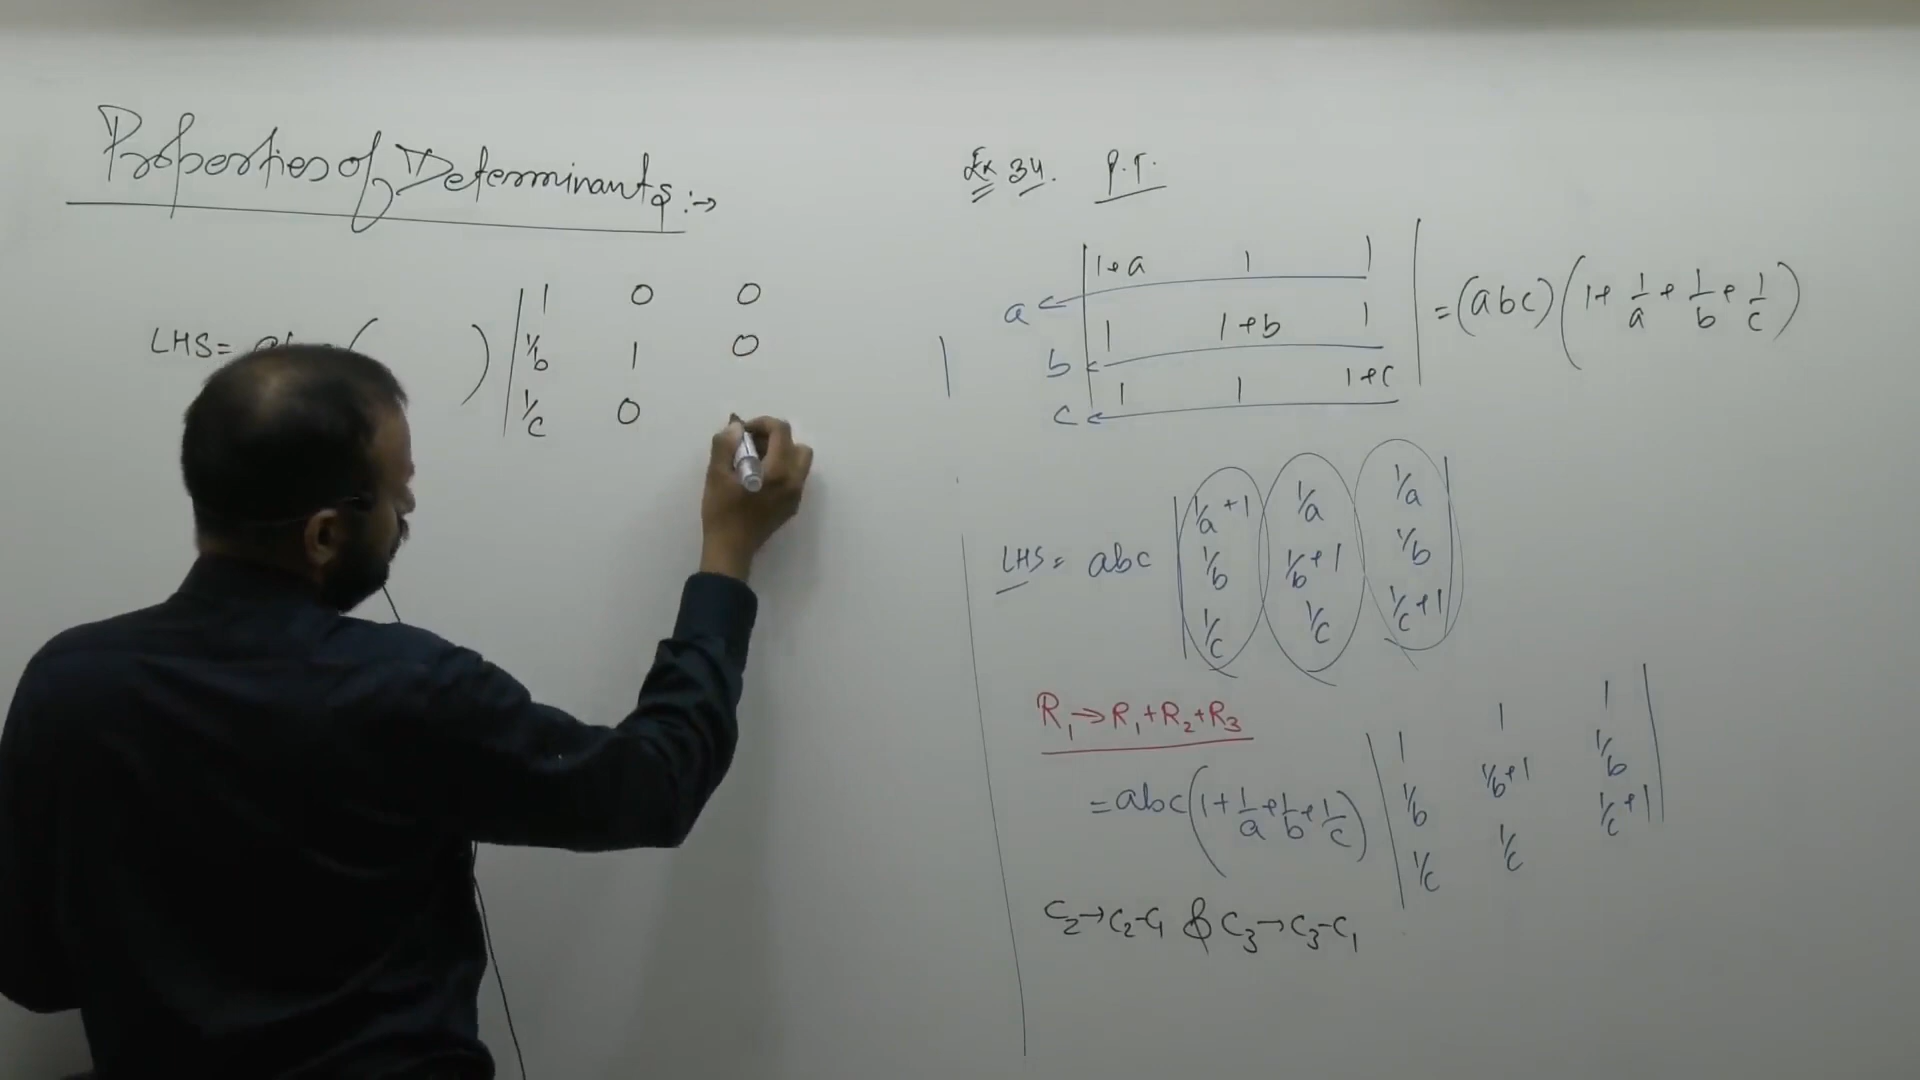 Properties of Determinants :→
LHS = abc ( ) | 1 0 0 |
| 1/b 1 0
| 1/c 0
Ex 34. P.T.
a ← | 1+a 1 1 |
b ← | 1 1+b 1 | = (abc) (1 + 1/a + 1/b + 1/c)
c ← | 1 1 1+c |
LHS = abc | 1/a+1 1/a 1/a |
| 1/b 1/b+1 1/b |
| 1/c 1/c 1/c+1 |
R1→R1+R2+R3
= abc (1 + 1/a + 1/b + 1/c) | 1 1 1 |
| 1/b 1/b+1 1/b |
| 1/c 1/c 1/c+1 |
C2→C2-C1 & C3→C3-C1